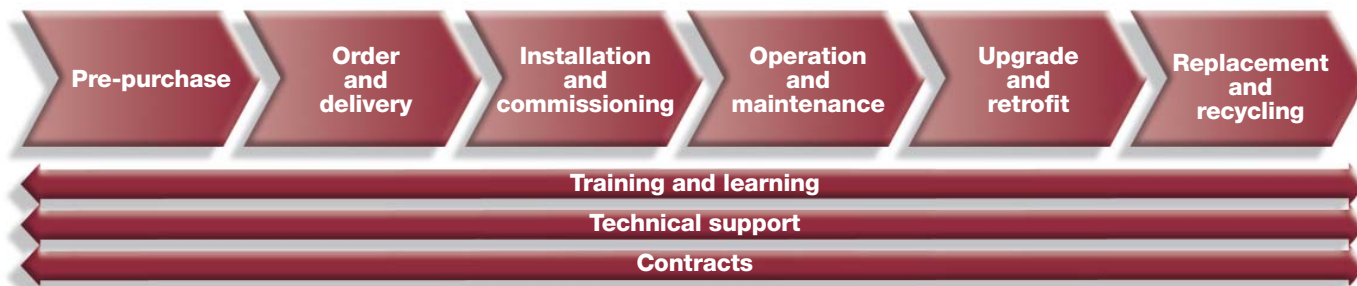 Pre-purchase
Order
and
delivery
Installation
and
commissioning
Operation
and
maintenance
Upgrade
and
retrofit
Replacement
and
recycling
Training and learning
Technical support
Contracts